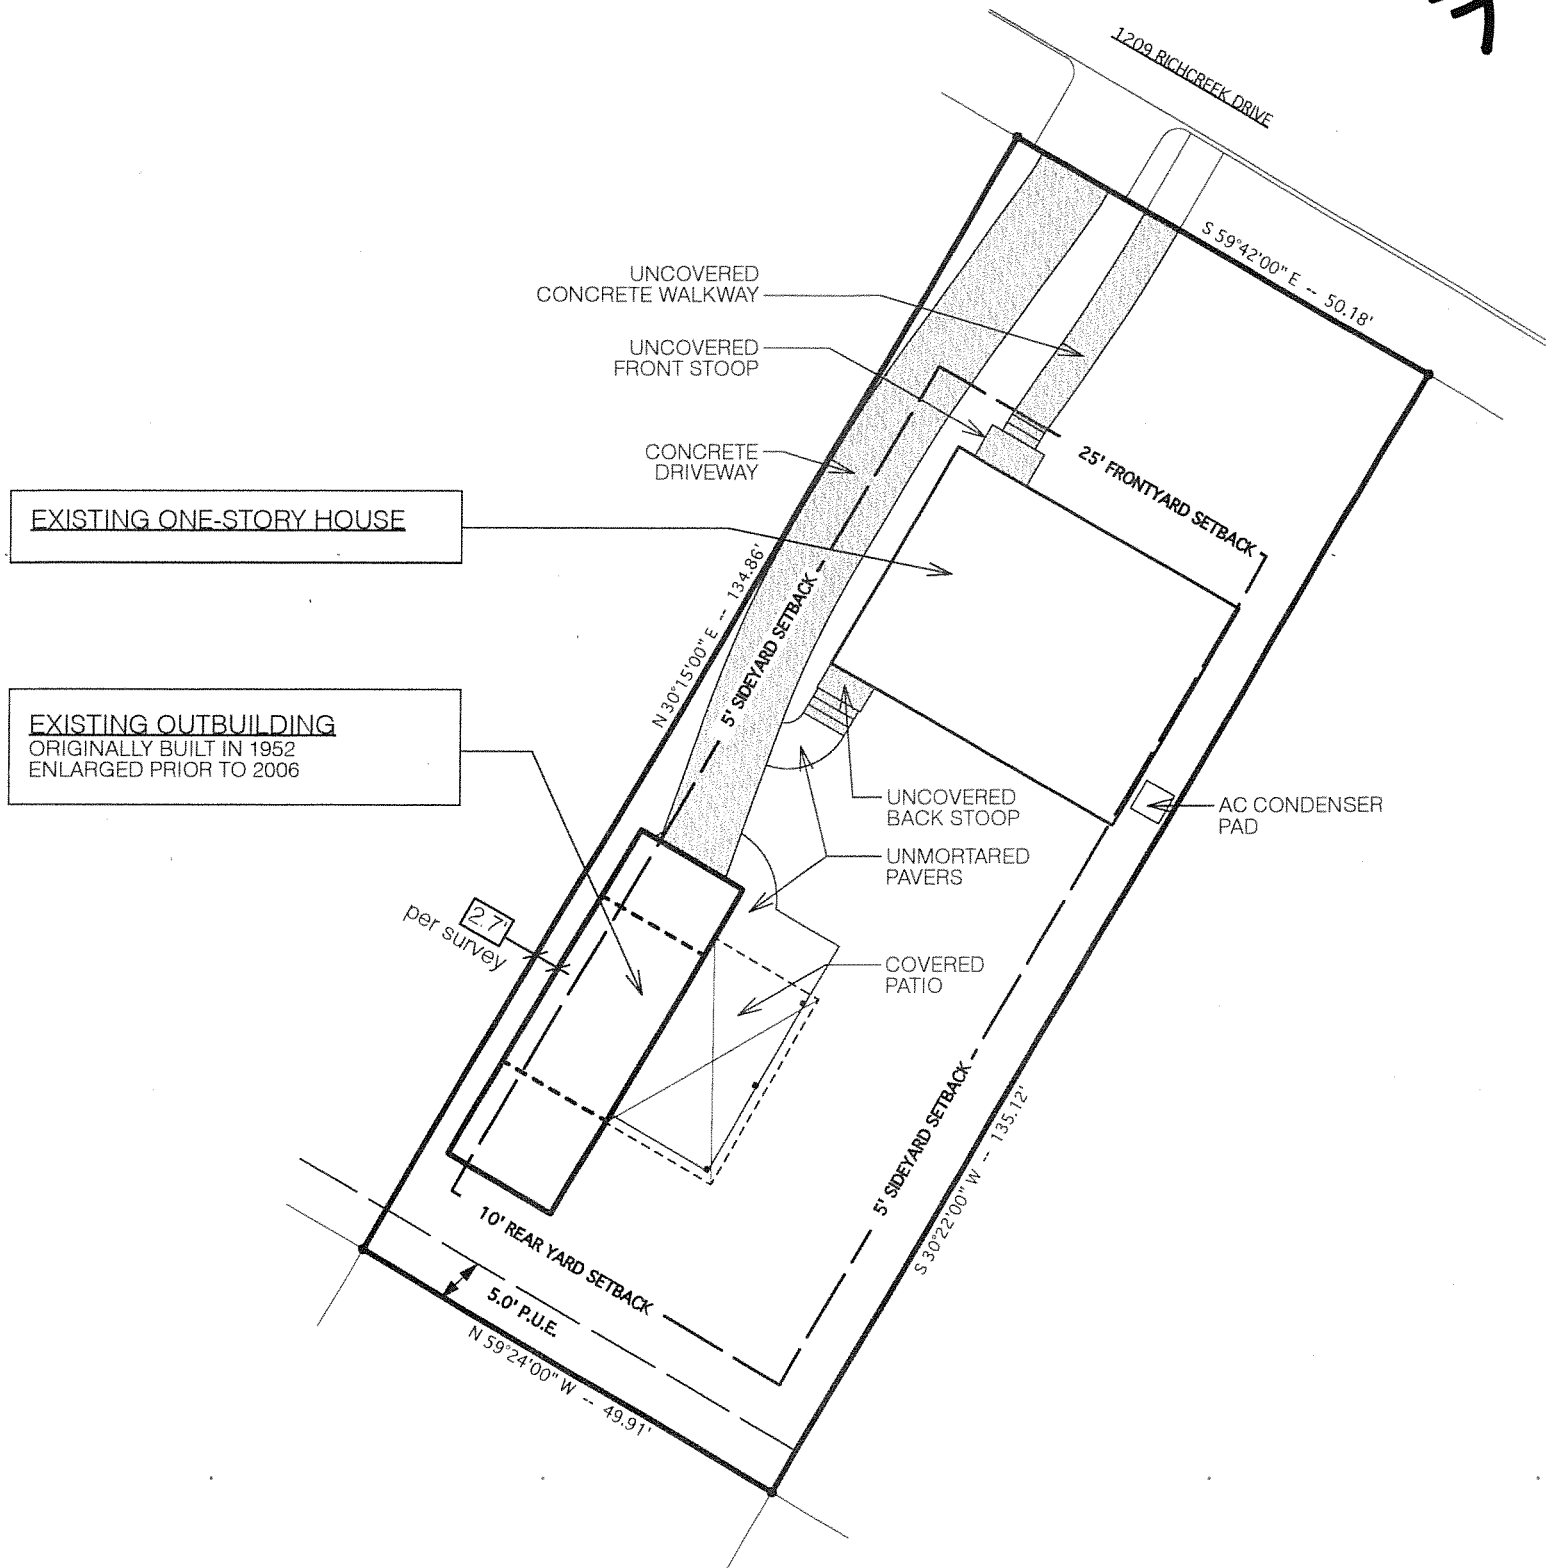 1209 RICHCREEK DRIVE
S 59°42'00" E -- 50.18'
UNCOVERED
CONCRETE WALKWAY
UNCOVERED
FRONT STOOP
CONCRETE
DRIVEWAY
25' FRONTYARD SETBACK
EXISTING ONE-STORY HOUSE
N 30°15'00" E -- 134.86'
5' SIDEYARD SETBACK
EXISTING OUTBUILDING
ORIGINALLY BUILT IN 1952
ENLARGED PRIOR TO 2006
UNCOVERED
BACK STOOP
AC CONDENSER
PAD
UNMORTARED
PAVERS
2.7'
per survey
COVERED
PATIO
5' SIDEYARD SETBACK
S 30°22'00" W -- 135.12'
10' REAR YARD SETBACK
5.0' P.U.E.
N 59°24'00" W -- 49.91'